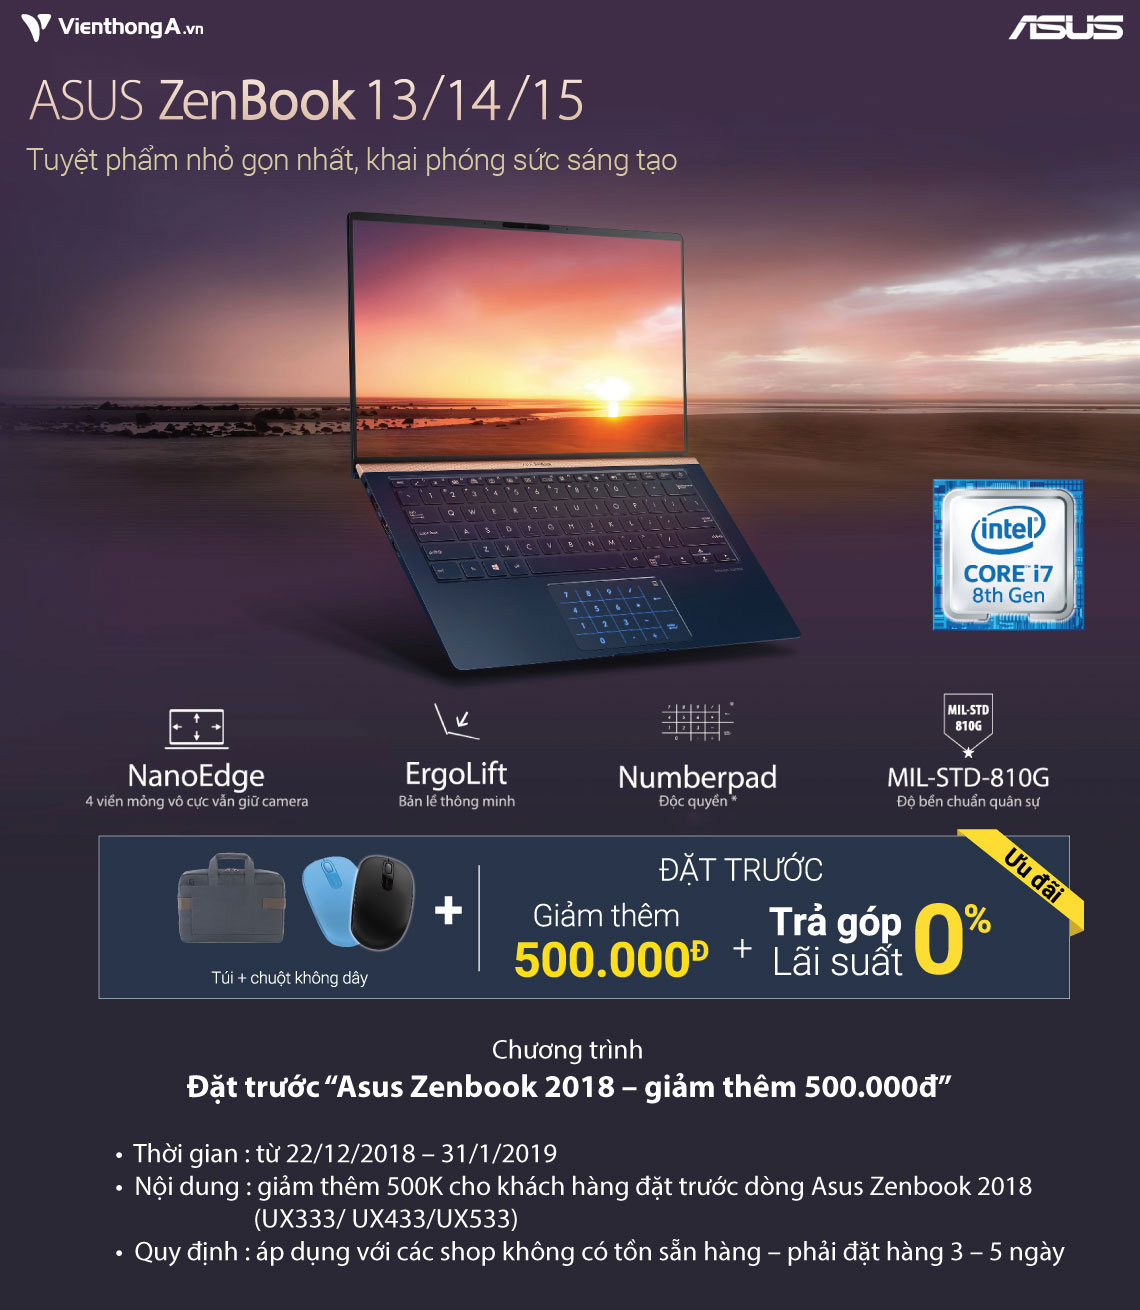 VienthongA.vn
ASUS
ASUS ZenBook 13/14/15
Tuyệt phẩm nhỏ gọn nhất, khai phóng sức sáng tạo
intel
CORE™ i7
8th Gen
MIL-STD
810G
NanoEdge
4 viền mỏng vô cực vẫn giữ camera
ErgoLift
Bản lề thông minh
Numberpad
Độc quyền *
MIL-STD-810G
Độ bền chuẩn quân sự
Ưu đãi
ĐẶT TRƯỚC
Túi + chuột không dây
+
Giảm thêm
500.000Đ
+
Trả góp
Lãi suất
0%
Chương trình
Đặt trước “Asus Zenbook 2018 – giảm thêm 500.000đ”
• Thời gian : từ 22/12/2018 – 31/1/2019
• Nội dung : giảm thêm 500K cho khách hàng đặt trước dòng Asus Zenbook 2018
(UX333/ UX433/UX533)
• Quy định : áp dụng với các shop không có tồn sẵn hàng – phải đặt hàng 3 – 5 ngày